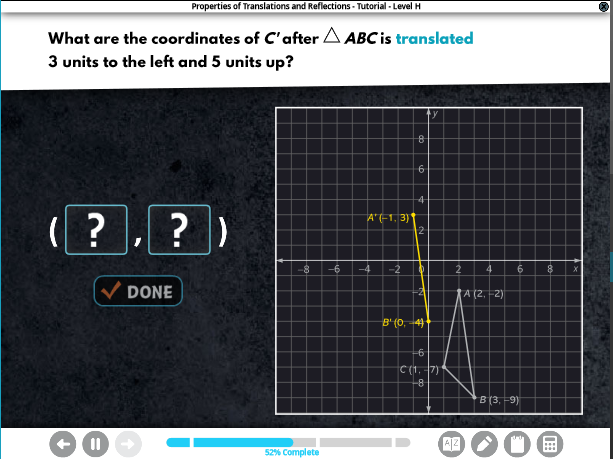 Properties of Translations and Reflections - Tutorial - Level H
What are the coordinates of C′ after △ ABC is translated
3 units to the left and 5 units up?
( ? , ? )
DONE
y
8
6
4
A′ (−1, 3)
2
−8 −6 −4 −2 0 2 4 6 8 x
−2
A (2, −2)
B′ (0, −4)
−6
C (1, −7)
−8
B (3, −9)
A Z
52% Complete